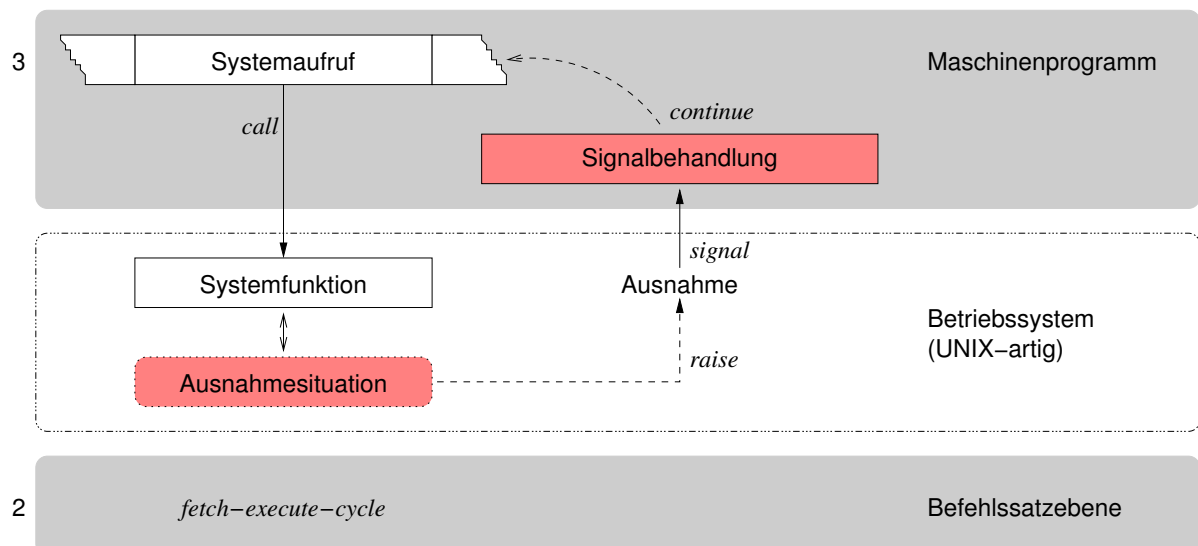 3
Systemaufruf
Maschinenprogramm
continue
call
Signalbehandlung
signal
Systemfunktion
Ausnahme
Betriebssystem
(UNIX−artig)
raise
Ausnahmesituation
2
fetch−execute−cycle
Befehlssatzebene